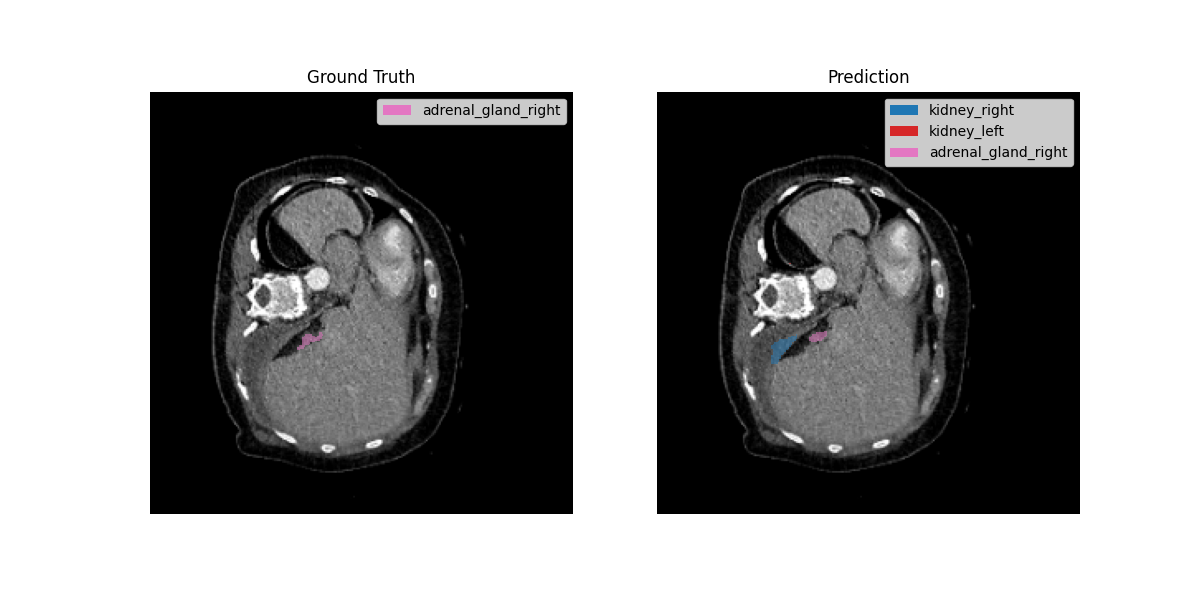 Ground Truth
adrenal_gland_right
Prediction
kidney_right
kidney_left
adrenal_gland_right